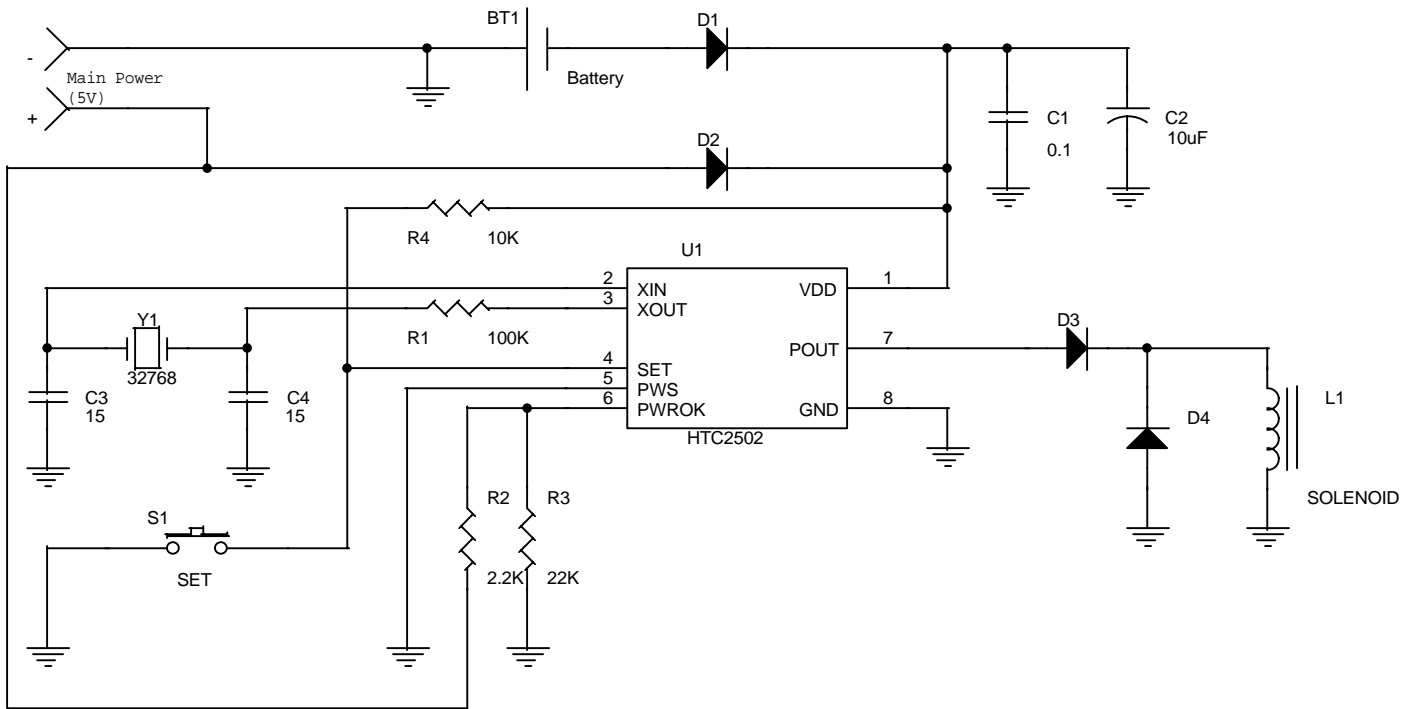 BT1
D1
-
Main Power
(5V)
Battery
+
C1
0.1
C2
10uF
D2
R4 10K
U1
2 XIN
VDD 1
3 XOUT
R1 100K
Y1
32768
D3
POUT 7
4 SET
5 PWS
6 PWROK
GND 8
HTC2502
C3
15
C4
15
D4
L1
SOLENOID
R2
2.2K
R3
22K
S1
SET